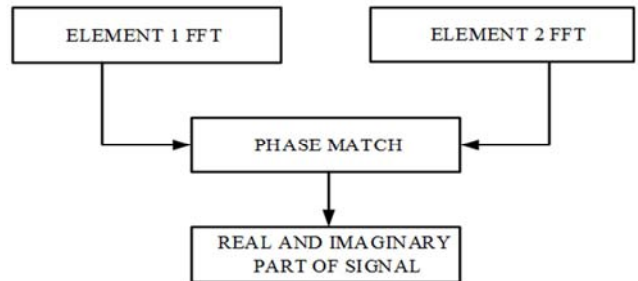 ELEMENT 1 FFT
ELEMENT 2 FFT
PHASE MATCH
REAL AND IMAGINARY
PART OF SIGNAL